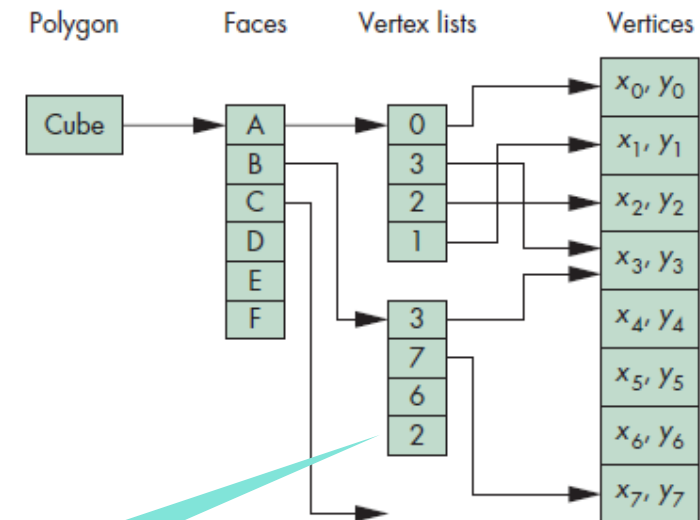 Polygon Faces Vertex lists Vertices
Cube
A
B
C
D
E
F
0
3
2
1
3
7
6
2
x0, y0
x1, y1
x2, y2
x3, y3
x4, y4
x5, y5
x6, y6
x7, y7